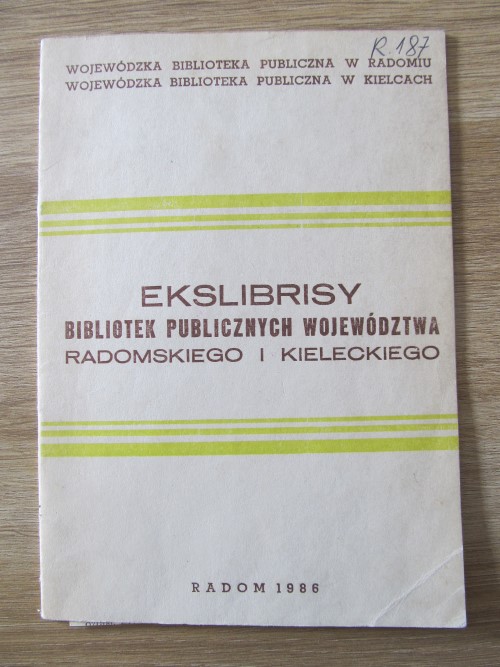 R.187
WOJEWÓDZKA BIBLIOTEKA PUBLICZNA W RADOMIU
WOJEWÓDZKA BIBLIOTEKA PUBLICZNA W KIELCACH
EKSLIBRISY
BIBLIOTEK PUBLICZNYCH WOJEWÓDZTWA
RADOMSKIEGO I KIELECKIEGO
RADOM 1986